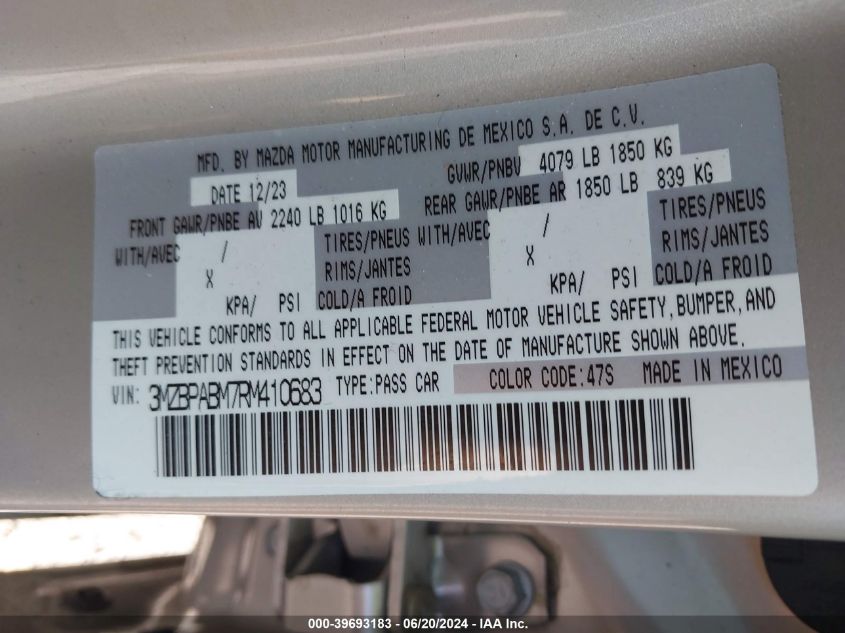 MFD. BY MAZDA MOTOR MANUFACTURING DE MEXICO S.A. DE C.V.
DATE 12/23 GVWR/PNBV 4079 LB 1850 KG
FRONT GAWR/PNBE AV 2240 LB 1016 KG REAR GAWR/PNBE AR 1850 LB 839 KG
WITH/AVEC / TIRES/PNEUS WITH/AVEC / TIRES/PNEUS
X RIMS/JANTES X RIMS/JANTES
KPA/ PSI COLD/A FROID KPA/ PSI COLD/A FROID
THIS VEHICLE CONFORMS TO ALL APPLICABLE FEDERAL MOTOR VEHICLE SAFETY, BUMPER, AND
THEFT PREVENTION STANDARDS IN EFFECT ON THE DATE OF MANUFACTURE SHOWN ABOVE.
VIN: 3MZBPABM7RM410683 TYPE:PASS CAR COLOR CODE:47S MADE IN MEXICO
000-39693183 - 06/20/2024 - IAA Inc.